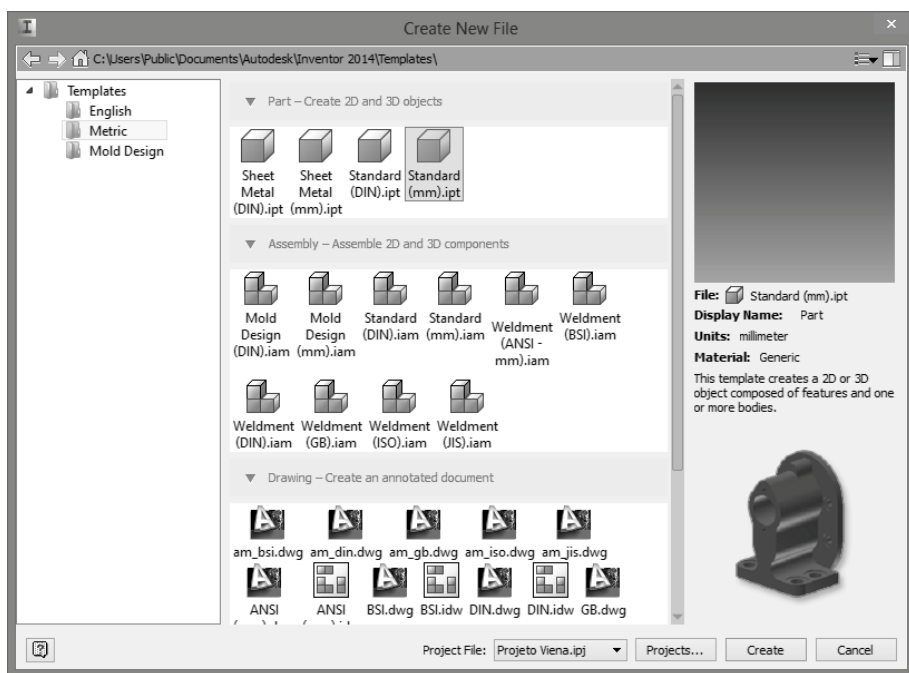 I
Create New File
C:\Users\Public\Documents\Autodesk\Inventor 2014\Templates\
Templates
English
Metric
Mold Design
Part – Create 2D and 3D objects
Sheet Metal (DIN).ipt
Sheet Metal (mm).ipt
Standard (DIN).ipt
Standard (mm).ipt
Assembly – Assemble 2D and 3D components
Mold Design (DIN).iam
Mold Design (mm).iam
Standard (DIN).iam
Standard (mm).iam
Weldment (ANSI - mm).iam
Weldment (BSI).iam
Weldment (DIN).iam
Weldment (GB).iam
Weldment (ISO).iam
Weldment (JIS).iam
Drawing – Create an annotated document
am_bsi.dwg
am_din.dwg
am_gb.dwg
am_iso.dwg
am_jis.dwg
ANSI
ANSI
BSI.dwg
BSI.idw
DIN.dwg
DIN.idw
GB.dwg
File: Standard (mm).ipt
Display Name: Part
Units: millimeter
Material: Generic
This template creates a 2D or 3D
object composed of features and one
or more bodies.
Project File: Projeto Viena.ipj
Projects...
Create
Cancel